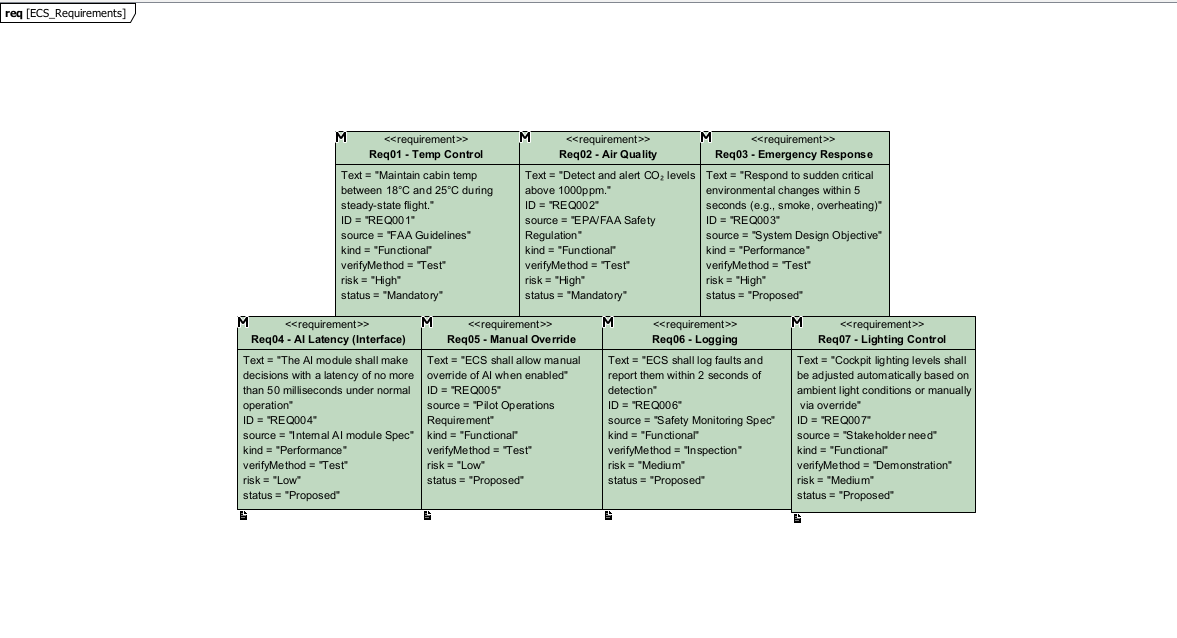 req [ECS_Requirements]
<<requirement>>
Req01 - Temp Control
Text = "Maintain cabin temp
between 18°C and 25°C during
steady-state flight."
ID = "REQ001"
source = "FAA Guidelines"
kind = "Functional"
verifyMethod = "Test"
risk = "High"
status = "Mandatory"
<<requirement>>
Req02 - Air Quality
Text = "Detect and alert CO₂ levels
above 1000ppm."
ID = "REQ002"
source = "EPA/FAA Safety
Regulation"
kind = "Functional"
verifyMethod = "Test"
risk = "High"
status = "Mandatory"
<<requirement>>
Req03 - Emergency Response
Text = "Respond to sudden critical
environmental changes within 5
seconds (e.g., smoke, overheating)"
ID = "REQ003"
source = "System Design Objective"
kind = "Performance"
verifyMethod = "Test"
risk = "High"
status = "Proposed"
<<requirement>>
Req04 - AI Latency (Interface)
Text = "The AI module shall make
decisions with a latency of no more
than 50 milliseconds under normal
operation"
ID = "REQ004"
source = "Internal AI module Spec"
kind = "Performance"
verifyMethod = "Test"
risk = "Low"
status = "Proposed"
<<requirement>>
Req05 - Manual Override
Text = "ECS shall allow manual
override of AI when enabled"
ID = "REQ005"
source = "Pilot Operations
Requirement"
kind = "Functional"
verifyMethod = "Test"
risk = "Low"
status = "Proposed"
<<requirement>>
Req06 - Logging
Text = "ECS shall log faults and
report them within 2 seconds of
detection"
ID = "REQ006"
source = "Safety Monitoring Spec"
kind = "Functional"
verifyMethod = "Inspection"
risk = "Medium"
status = "Proposed"
<<requirement>>
Req07 - Lighting Control
Text = "Cockpit lighting levels shall
be adjusted automatically based on
ambient light conditions or manually
via override"
ID = "REQ007"
source = "Stakeholder need"
kind = "Functional"
verifyMethod = "Demonstration"
risk = "Medium"
status = "Proposed"